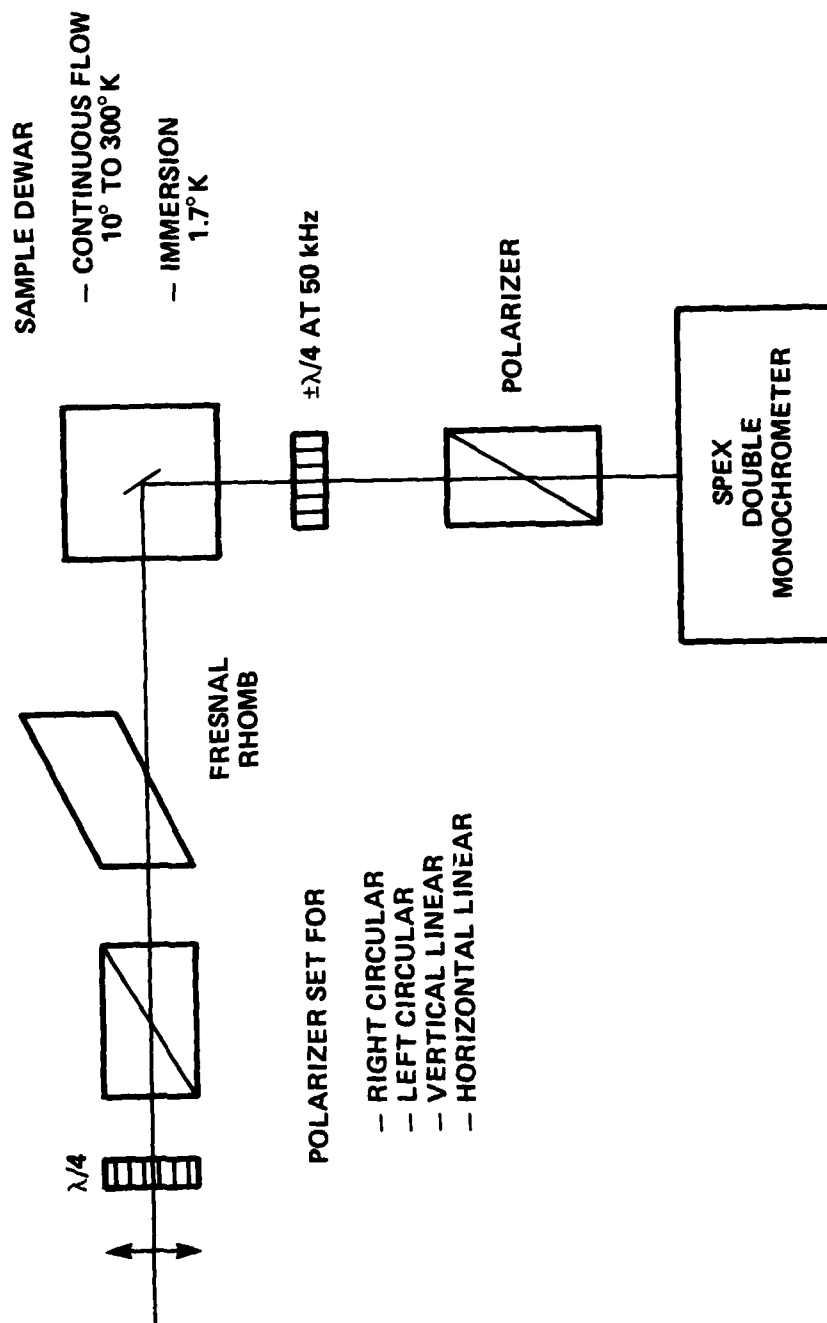 λ/4
POLARIZER SET FOR
– RIGHT CIRCULAR
– LEFT CIRCULAR
– VERTICAL LINEAR
– HORIZONTAL LINEAR
FRESNAL
RHOMB
SAMPLE DEWAR
– CONTINUOUS FLOW
10° TO 300°K
– IMMERSION
1.7°K
±λ/4 AT 50 kHz
POLARIZER
SPEX
DOUBLE
MONOCHROMETER